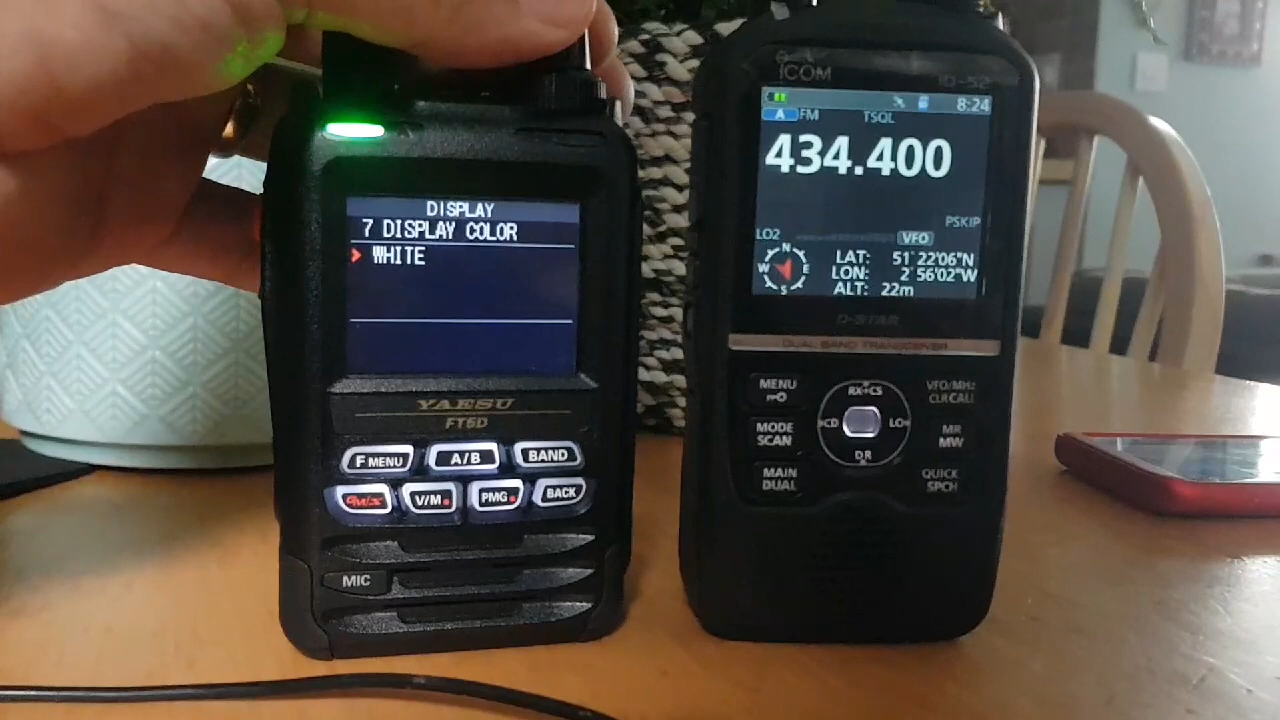 DISPLAY
7 DISPLAY COLOR
WHITE
YAESU
FT5D
F MENU
A/B
BAND
V/M
PMG
BACK
MIC
ICOM
ID-52
8:24
A FM TSQL
434.400
PSKIP
LO2
VFO
N
W E
S
LAT: 51°22'06"N
LON: 2°56'02"W
ALT: 22m
D-STAR
DUAL BAND TRANSCEIVER
MENU
RX→CS
VFO/MHz
CLR CALL
MODE
SCAN
CD
MR
MW
DR
MAIN
DUAL
QUICK
SPCH